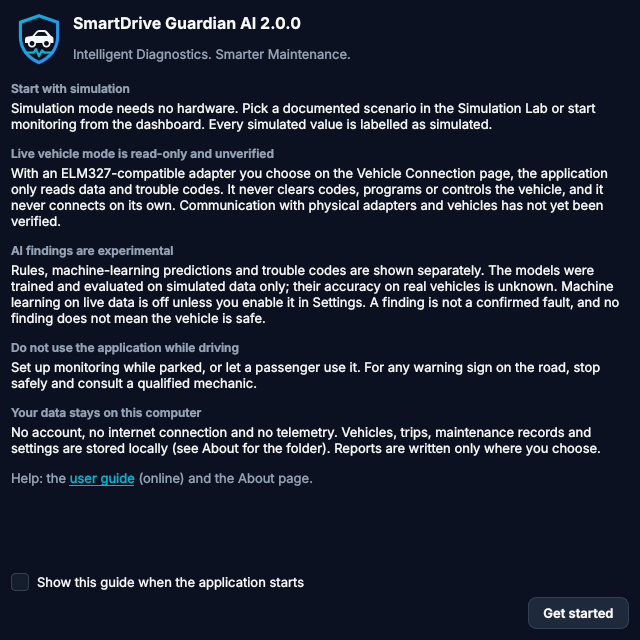 SmartDrive Guardian AI 2.0.0
Intelligent Diagnostics. Smarter Maintenance.
Start with simulation
Simulation mode needs no hardware. Pick a documented scenario in the Simulation Lab or start
monitoring from the dashboard. Every simulated value is labelled as simulated.
Live vehicle mode is read-only and unverified
With an ELM327-compatible adapter you choose on the Vehicle Connection page, the application
only reads data and trouble codes. It never clears codes, programs or controls the vehicle, and it
never connects on its own. Communication with physical adapters and vehicles has not yet been
verified.
AI findings are experimental
Rules, machine-learning predictions and trouble codes are shown separately. The models were
trained and evaluated on simulated data only; their accuracy on real vehicles is unknown. Machine
learning on live data is off unless you enable it in Settings. A finding is not a confirmed fault, and no
finding does not mean the vehicle is safe.
Do not use the application while driving
Set up monitoring while parked, or let a passenger use it. For any warning sign on the road, stop
safely and consult a qualified mechanic.
Your data stays on this computer
No account, no internet connection and no telemetry. Vehicles, trips, maintenance records and
settings are stored locally (see About for the folder). Reports are written only where you choose.
Help: the user guide (online) and the About page.
Show this guide when the application starts
Get started